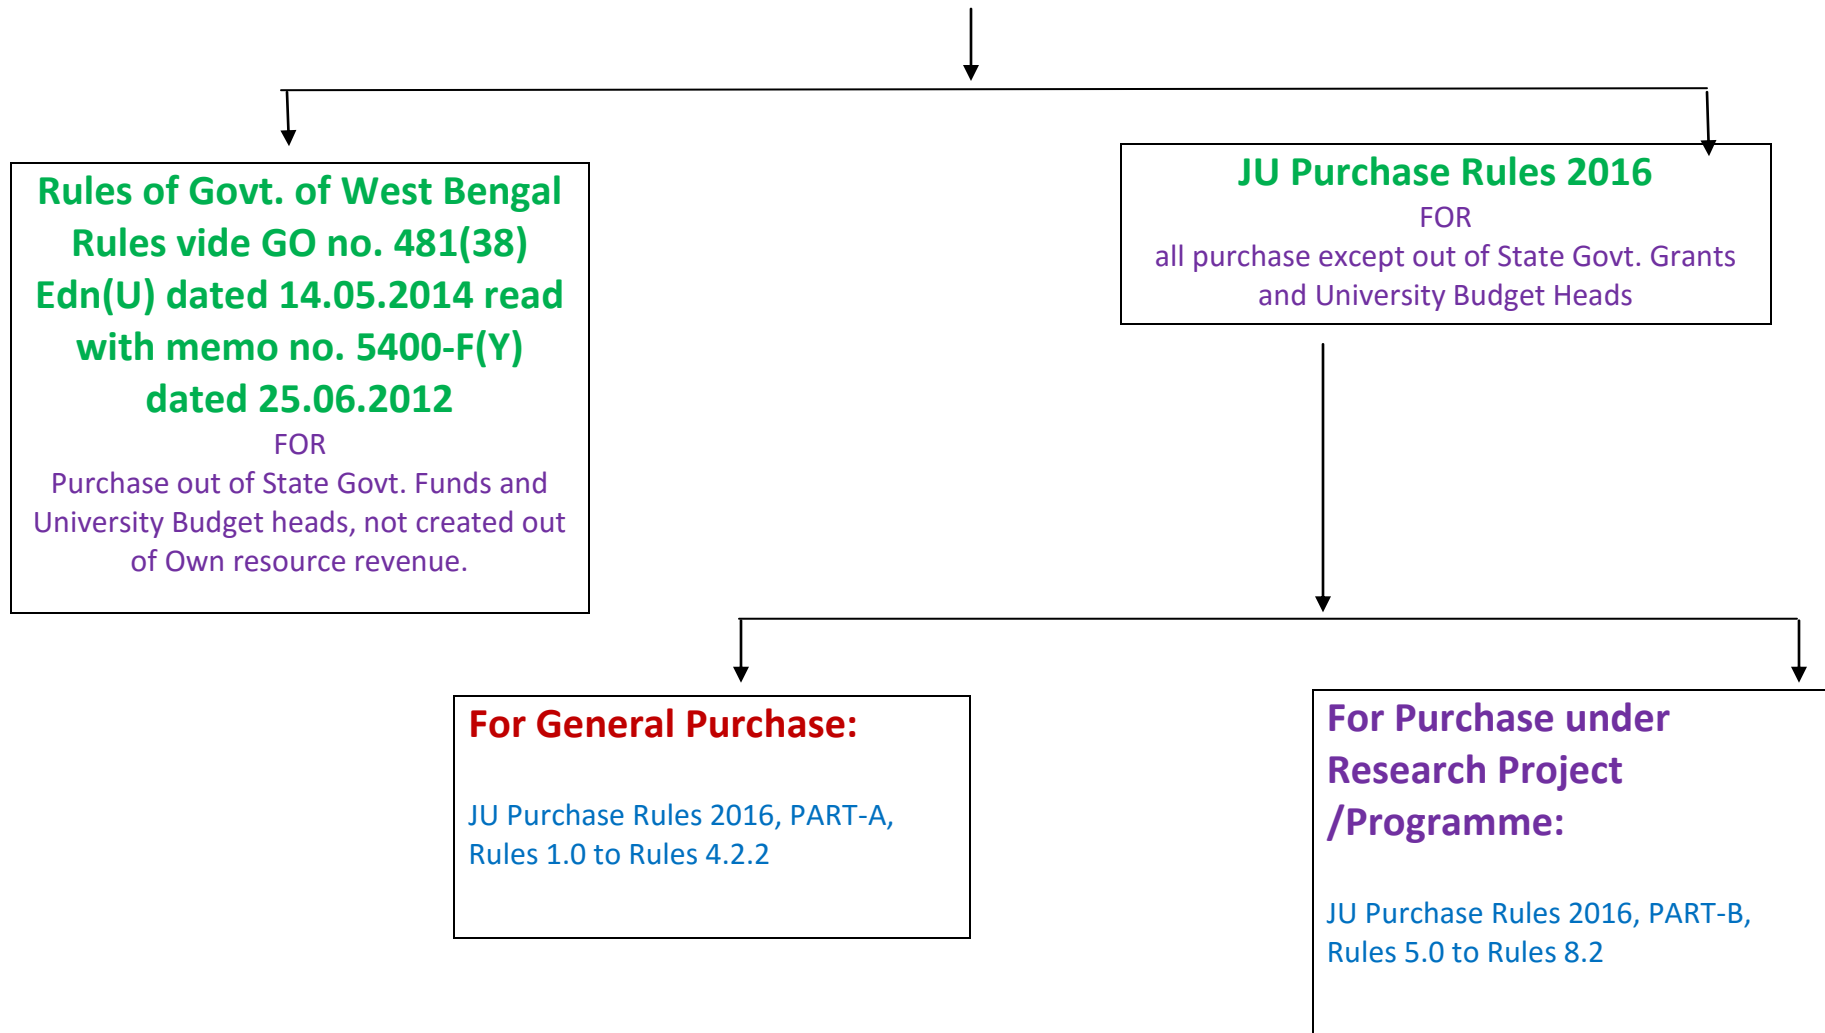 Rules of Govt. of West Bengal
Rules vide GO no. 481(38)
Edn(U) dated 14.05.2014 read
with memo no. 5400-F(Y)
dated 25.06.2012
FOR
Purchase out of State Govt. Funds and
University Budget heads, not created out
of Own resource revenue.
JU Purchase Rules 2016
FOR
all purchase except out of State Govt. Grants
and University Budget Heads
For General Purchase:
JU Purchase Rules 2016, PART-A,
Rules 1.0 to Rules 4.2.2
For Purchase under
Research Project
/Programme:
JU Purchase Rules 2016, PART-B,
Rules 5.0 to Rules 8.2